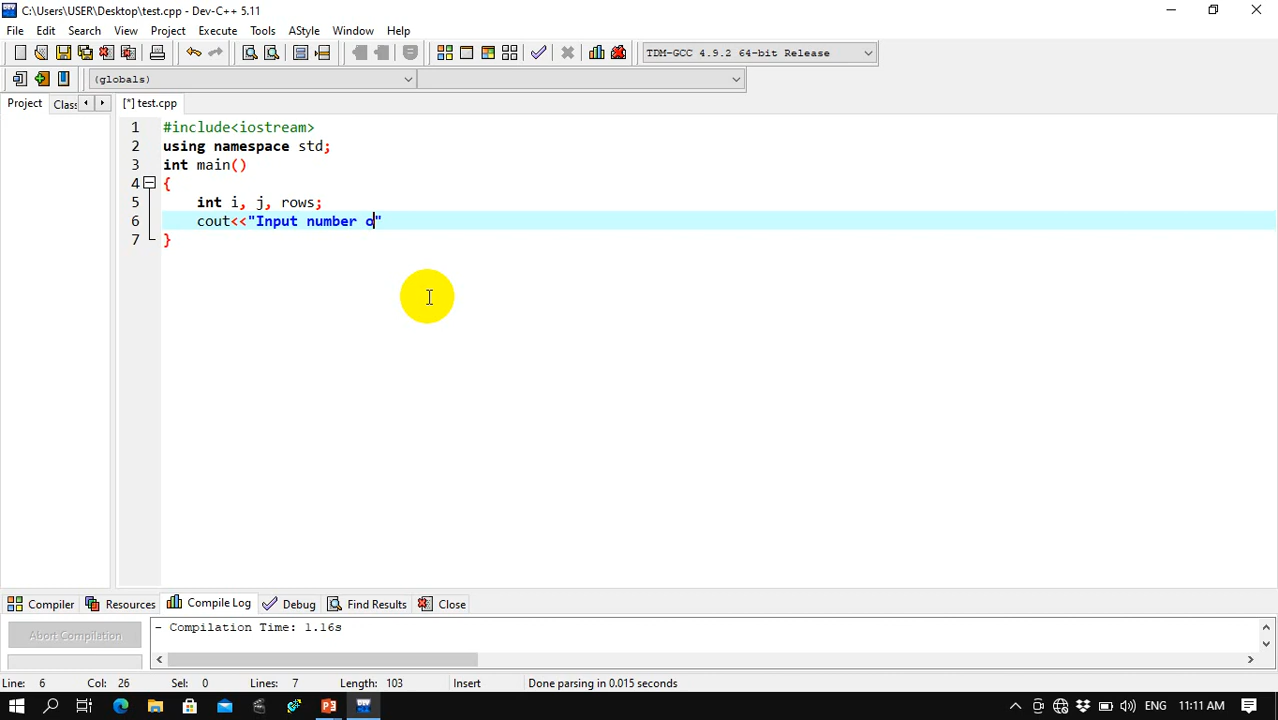 C:\Users\USER\Desktop\test.cpp - Dev-C++ 5.11
File Edit Search View Project Execute Tools AStyle Window Help
TDM-GCC 4.9.2 64-bit Release
(globals)
Project Clas [*] test.cpp
1 #include<iostream>
2 using namespace std;
3 int main()
4 {
5 int i, j, rows;
6 cout<<"Input number o"
7 }
Compiler Resources Compile Log Debug Find Results Close
Abort Compilation
- Compilation Time: 1.16s
Line: 6 Col: 26 Sel: 0 Lines: 7 Length: 103 Insert Done parsing in 0.015 seconds
P3 DEV ENG 11:11 AM